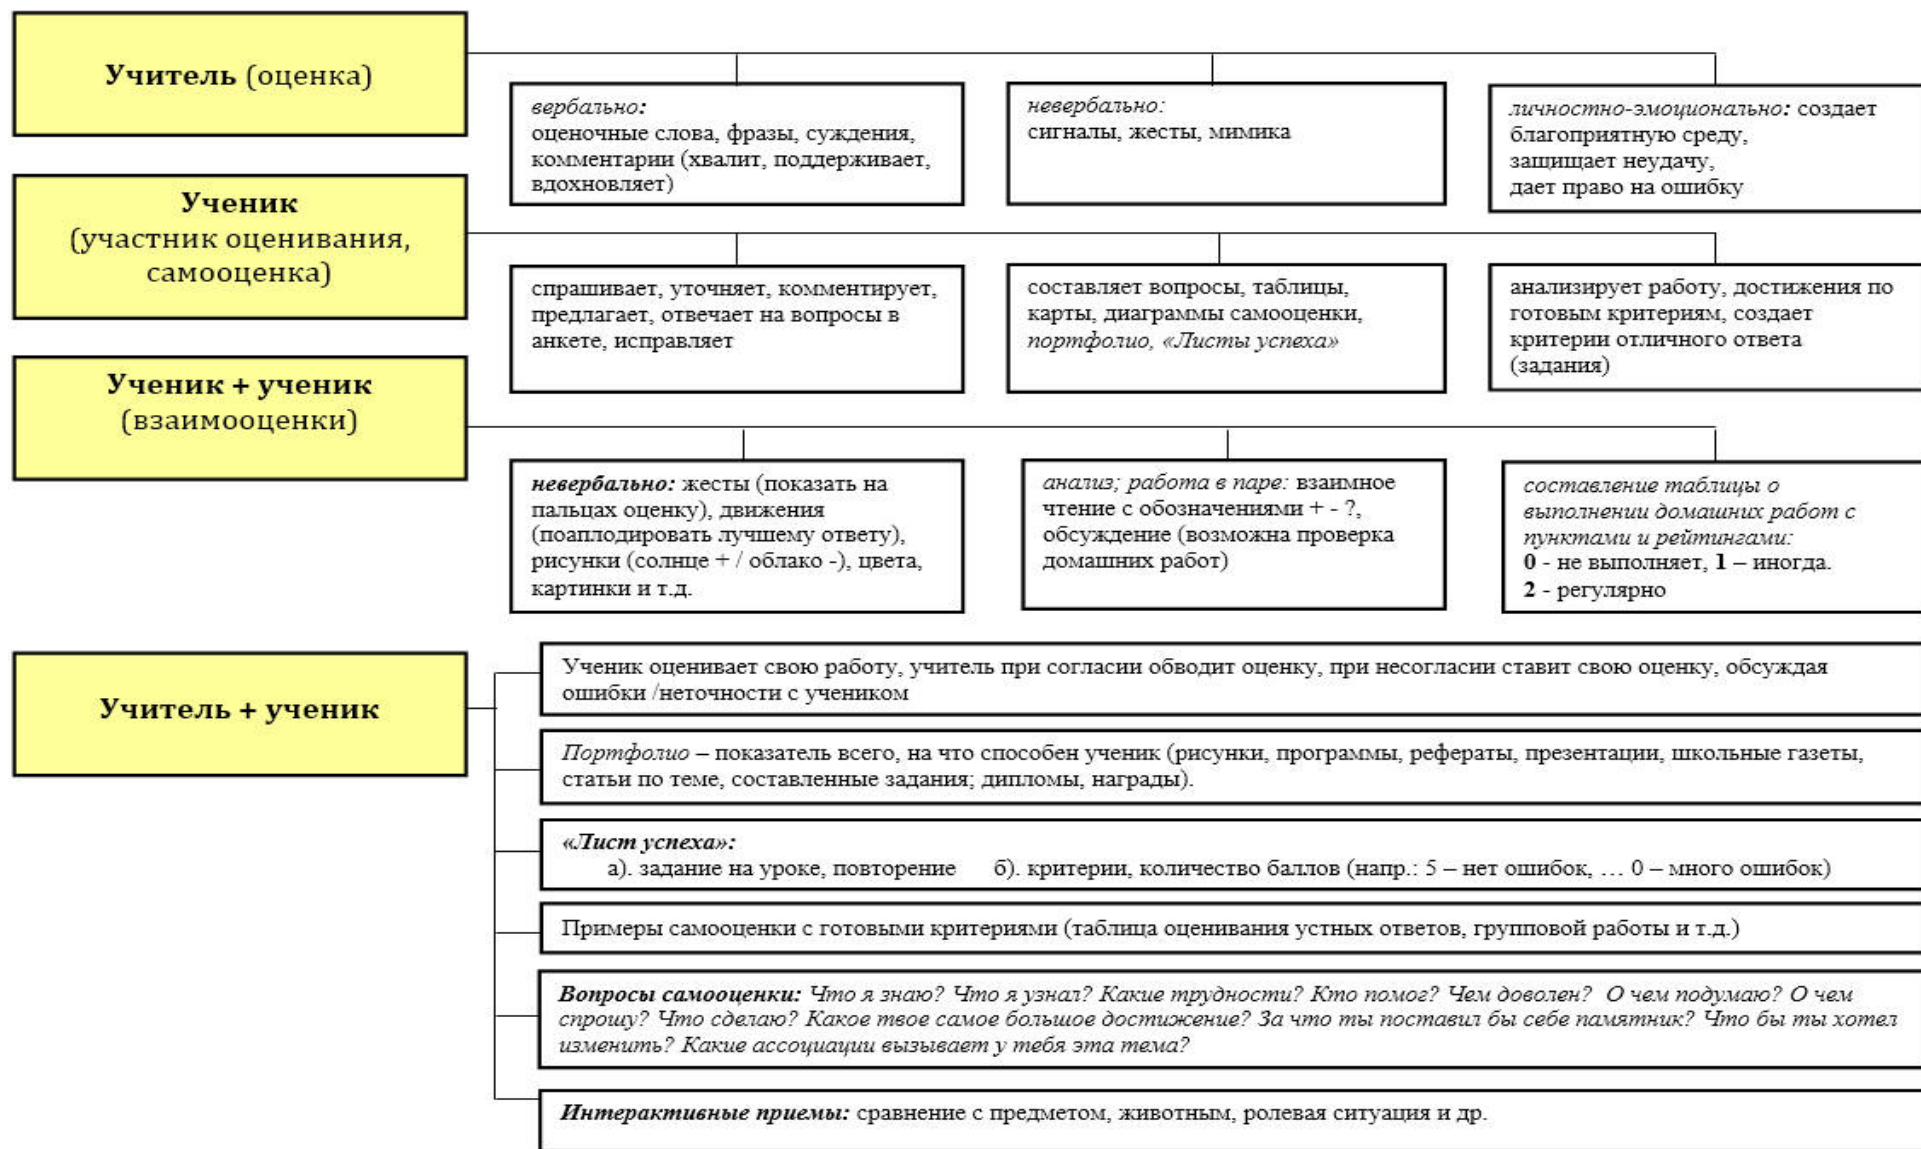 Учитель (оценка)
вербально:
оценочные слова, фразы, суждения,
комментарии (хвалит, поддерживает,
вдохновляет)
невербально:
сигналы, жесты, мимика
личностно-эмоционально: создает
благоприятную среду,
защищает неудачу,
дает право на ошибку
Ученик
(участник оценивания,
самооценка)
спрашивает, уточняет, комментирует,
предлагает, отвечает на вопросы в
анкете, исправляет
составляет вопросы, таблицы,
карты, диаграммы самооценки,
портфолио, «Листы успеха»
анализирует работу, достижения по
готовым критериям, создает
критерии отличного ответа
(задания)
Ученик + ученик
(взаимооценки)
невербально: жесты (показать на
пальцах оценку), движения
(поаплодировать лучшему ответу),
рисунки (солнце + / облако -), цвета,
картинки и т.д.
анализ; работа в паре: взаимное
чтение с обозначениями + - ?,
обсуждение (возможна проверка
домашних работ)
составление таблицы о
выполнении домашних работ с
пунктами и рейтингами:
0 - не выполняет, 1 – иногда.
2 - регулярно
Учитель + ученик
Ученик оценивает свою работу, учитель при согласии обводит оценку, при несогласии ставит свою оценку, обсуждая
ошибки /неточности с учеником
Портфолио – показатель всего, на что способен ученик (рисунки, программы, рефераты, презентации, школьные газеты,
статьи по теме, составленные задания; дипломы, награды).
«Лист успеха»:
а). задание на уроке, повторение б). критерии, количество баллов (напр.: 5 – нет ошибок, … 0 – много ошибок)
Примеры самооценки с готовыми критериями (таблица оценивания устных ответов, групповой работы и т.д.)
Вопросы самооценки: Что я знаю? Что я узнал? Какие трудности? Кто помог? Чем доволен? О чем подумаю? О чем
спрошу? Что сделаю? Какое твое самое большое достижение? За что ты поставил бы себе памятник? Что бы ты хотел
изменить? Какие ассоциации вызывает у тебя эта тема?
Интерактивные приемы: сравнение с предметом, животным, ролевая ситуация и др.